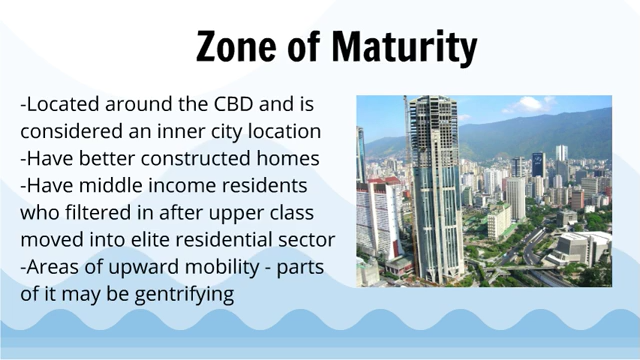 Zone of Maturity
-Located around the CBD and is
considered an inner city location
-Have better constructed homes
-Have middle income residents
who filtered in after upper class
moved into elite residential sector
-Areas of upward mobility - parts
of it may be gentrifying